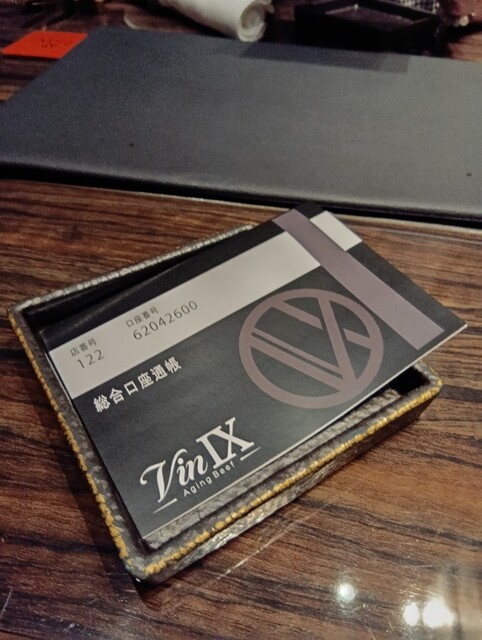 店番号
122
口座番号
62042600
総合口座通帳
Vin IX
Aging Beef